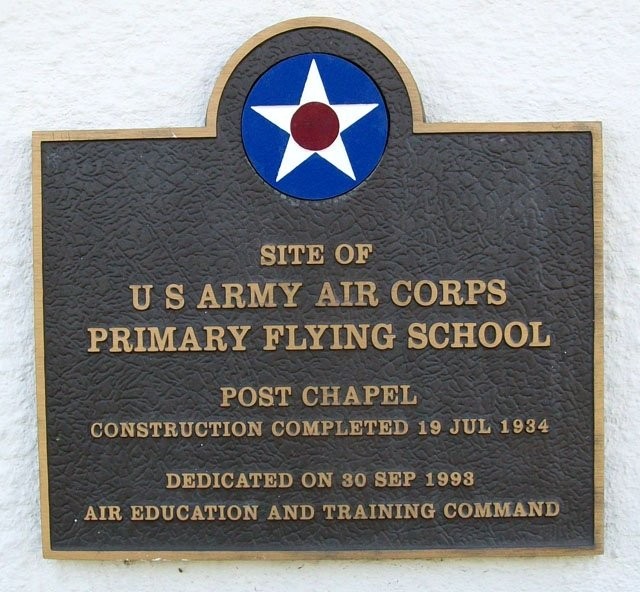 SITE OF
U S ARMY AIR CORPS
PRIMARY FLYING SCHOOL
POST CHAPEL
CONSTRUCTION COMPLETED 19 JUL 1934
DEDICATED ON 30 SEP 1993
AIR EDUCATION AND TRAINING COMMAND